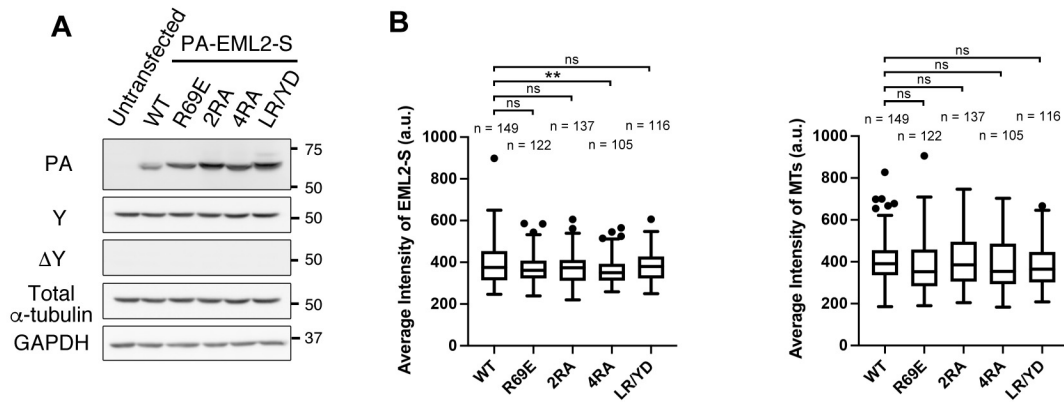 A
Untransfected
PA-EML2-S
WT
R69E
2RA
4RA
LR/YD
PA
75
50
Y
50
ΔY
50
Total
α-tubulin
50
GAPDH
37
B
ns
**
ns
ns
n = 149
n = 137
n = 116
n = 122
n = 105
Average Intensity of EML2-S (a.u.)
1000
800
600
400
200
0
WT
R69E
2RA
4RA
LR/YD
ns
ns
ns
ns
n = 149
n = 137
n = 116
n = 122
n = 105
Average Intensity of MTs (a.u.)
1000
800
600
400
200
0
WT
R69E
2RA
4RA
LR/YD